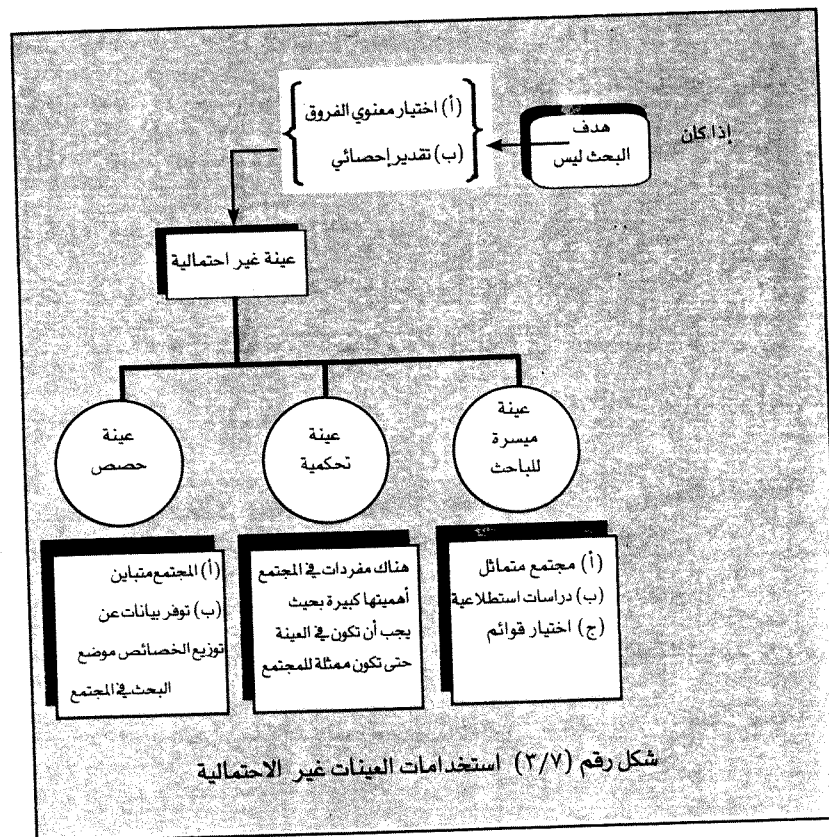 إذا كان
هدف
البحث ليس
(أ) اختيار معنوي الفروق
(ب) تقدير إحصائي
عينة غير احتمالية
عينة
ميسرة
للباحث
عينة
تحكمية
عينة
حصص
(أ) مجتمع متماثل
(ب) دراسات استطلاعية
(ج) اختيار قوائم
هناك مفردات في المجتمع
أهميتها كبيرة بحيث
يجب أن تكون في العينة
حتى تكون ممثلة للمجتمع
(أ) المجتمع متباين
(ب) توفر بيانات عن
توزيع الخصائص موضع
البحث في المجتمع
شكل رقم (٣/٧) استخدامات العينات غير الاحتمالية